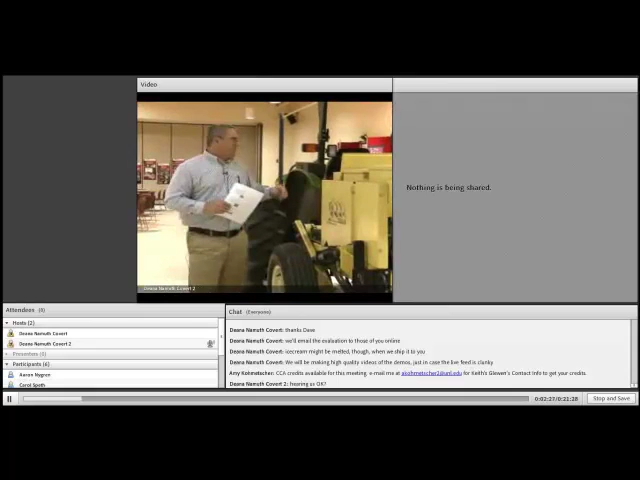 Video
Nothing is being shared.
Deana Namuth Covert 2
Attendees (8)
Hosts (2)
Deana Namuth Covert
Deana Namuth Covert 2
Presenters (0)
Participants (6)
Aaron Nygren
Carol Speth
Chat (Everyone)
Deana Namuth Covert: thanks Dave
Deana Namuth Covert: we'll email the evaluation to those of you online
Deana Namuth Covert: icecream might be melted, though, when we ship it to you
Deana Namuth Covert: We will be making high quality videos of the demos, just in case the live feed is clunky
Amy Kohmetscher: CCA credits available for this meeting. e-mail me at akohmetscher2@unl.edu for Keith's Glewen's Contact Info to get your credits.
Deana Namuth Covert 2: hearing us OK?
0:02:27/0:21:28
Stop and Save